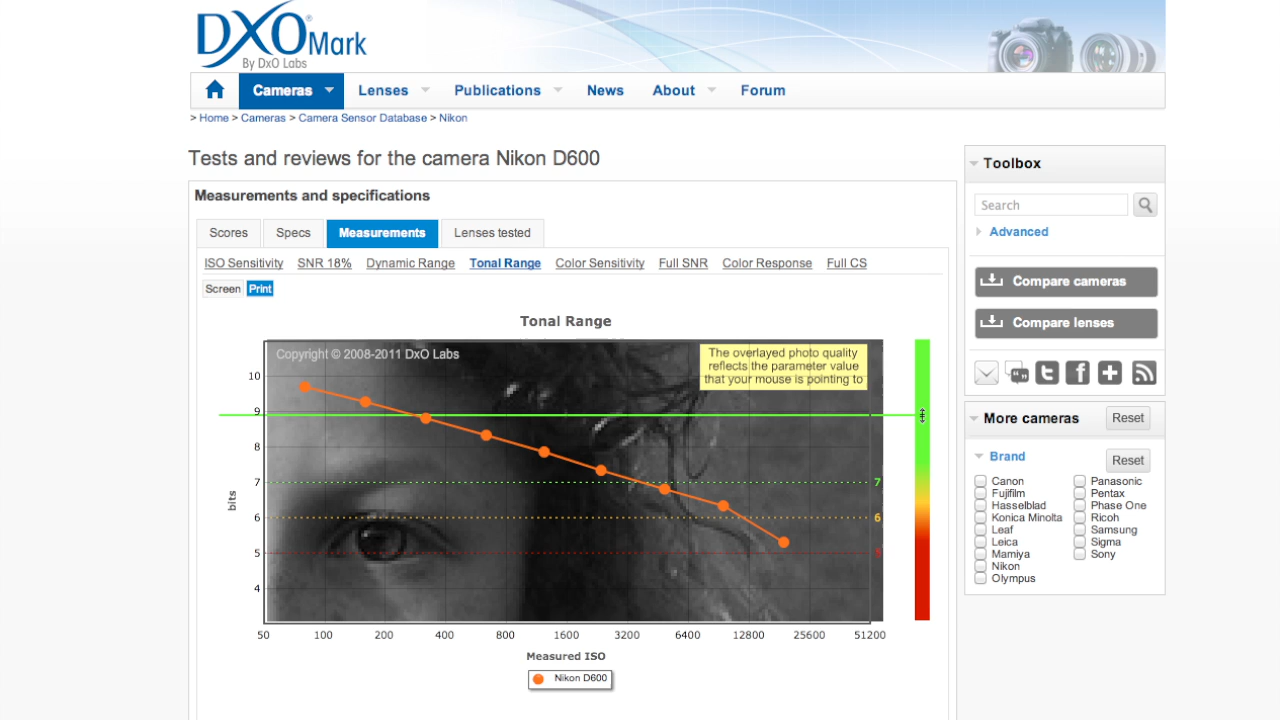 DXO Mark
®
By DxO Labs
Cameras Lenses Publications News About Forum
> Home > Cameras > Camera Sensor Database > Nikon
Tests and reviews for the camera Nikon D600
Measurements and specifications
Scores Specs Measurements Lenses tested
ISO Sensitivity SNR 18% Dynamic Range Tonal Range Color Sensitivity Full SNR Color Response Full CS
Screen Print
Tonal Range
Copyright © 2008-2011 DxO Labs
The overlayed photo quality
reflects the parameter value
that your mouse is pointing to
10
9
8
7
6
5
4
bits
7
6
5
50 100 200 400 800 1600 3200 6400 12800 25600 51200
Measured ISO
Nikon D600
Toolbox
Search
Advanced
Compare cameras
Compare lenses
More cameras Reset
Brand Reset
Canon Panasonic
Fujifilm Pentax
Hasselblad Phase One
Konica Minolta Ricoh
Leaf Samsung
Leica Sigma
Mamiya Sony
Nikon
Olympus